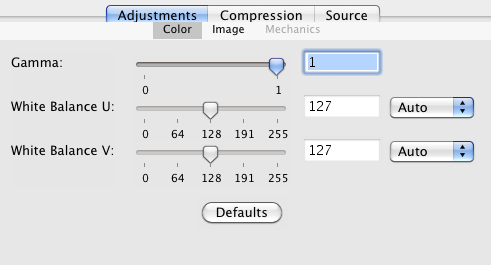 Adjustments Compression Source
Color Image Mechanics
Gamma: 1
0 1
White Balance U: 127 Auto
0 64 128 191 255
White Balance V: 127 Auto
0 64 128 191 255
Defaults